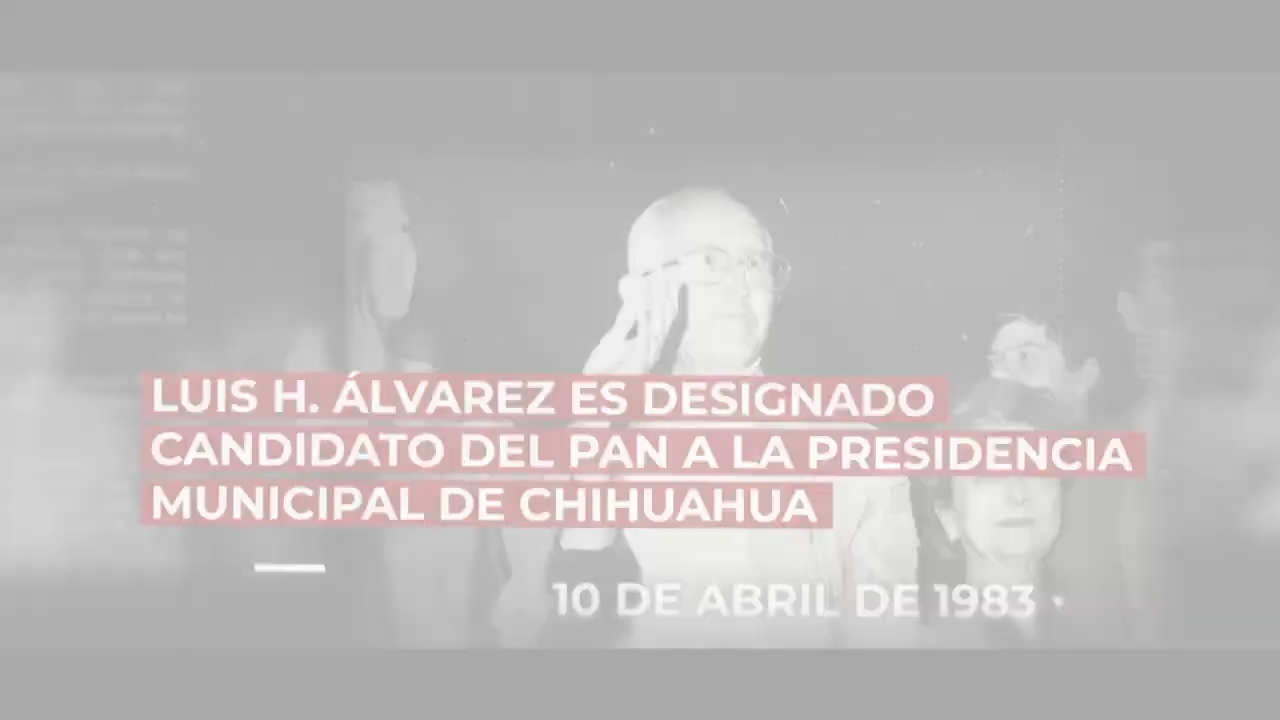 LUIS H. ÁLVAREZ ES DESIGNADO
CANDIDATO DEL PAN A LA PRESIDENCIA
MUNICIPAL DE CHIHUAHUA
10 DE ABRIL DE 1983